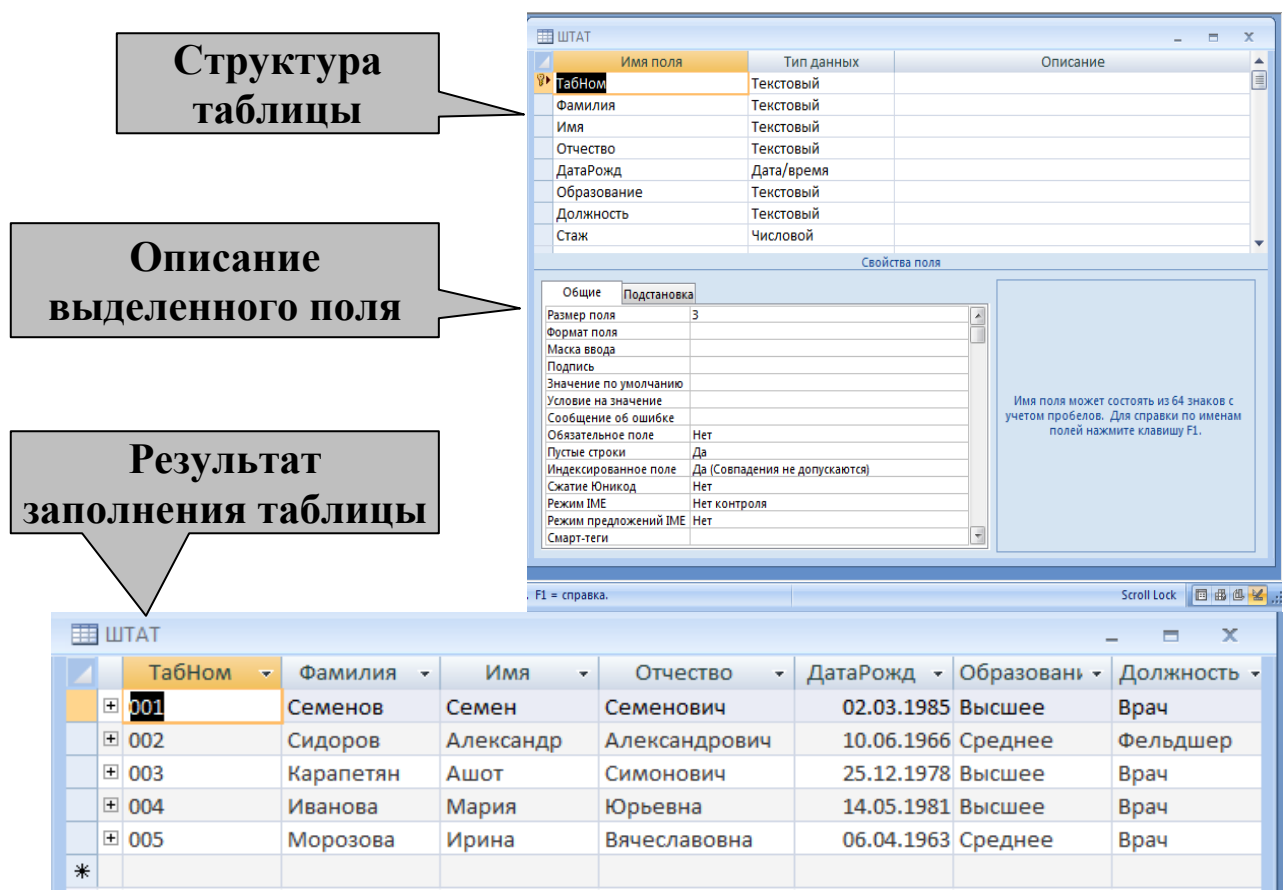 Структура
таблицы
Описание
выделенного поля
Результат
заполнения таблицы
ШТАТ
Имя поля Тип данных Описание
ТабНом Текстовый
Фамилия Текстовый
Имя Текстовый
Отчество Текстовый
ДатаРожд Дата/время
Образование Текстовый
Должность Текстовый
Стаж Числовой
Свойства поля
Общие Подстановка
Размер поля 3
Формат поля
Маска ввода
Подпись
Значение по умолчанию
Условие на значение
Сообщение об ошибке
Обязательное поле Нет
Пустые строки Да
Индексированное поле Да (Совпадения не допускаются)
Сжатие Юникод Нет
Режим IME Нет контроля
Режим предложений IME Нет
Смарт-теги
Имя поля может состоять из 64 знаков с
учетом пробелов. Для справки по именам
полей нажмите клавишу F1.
. F1 = справка. Scroll Lock
ШТАТ
ТабНом Фамилия Имя Отчество ДатаРожд Образовани Должность
001 Семенов Семен Семенович 02.03.1985 Высшее Врач
002 Сидоров Александр Александрович 10.06.1966 Среднее Фельдшер
003 Карапетян Ашот Симонович 25.12.1978 Высшее Врач
004 Иванова Мария Юрьевна 14.05.1981 Высшее Врач
005 Морозова Ирина Вячеславовна 06.04.1963 Среднее Врач